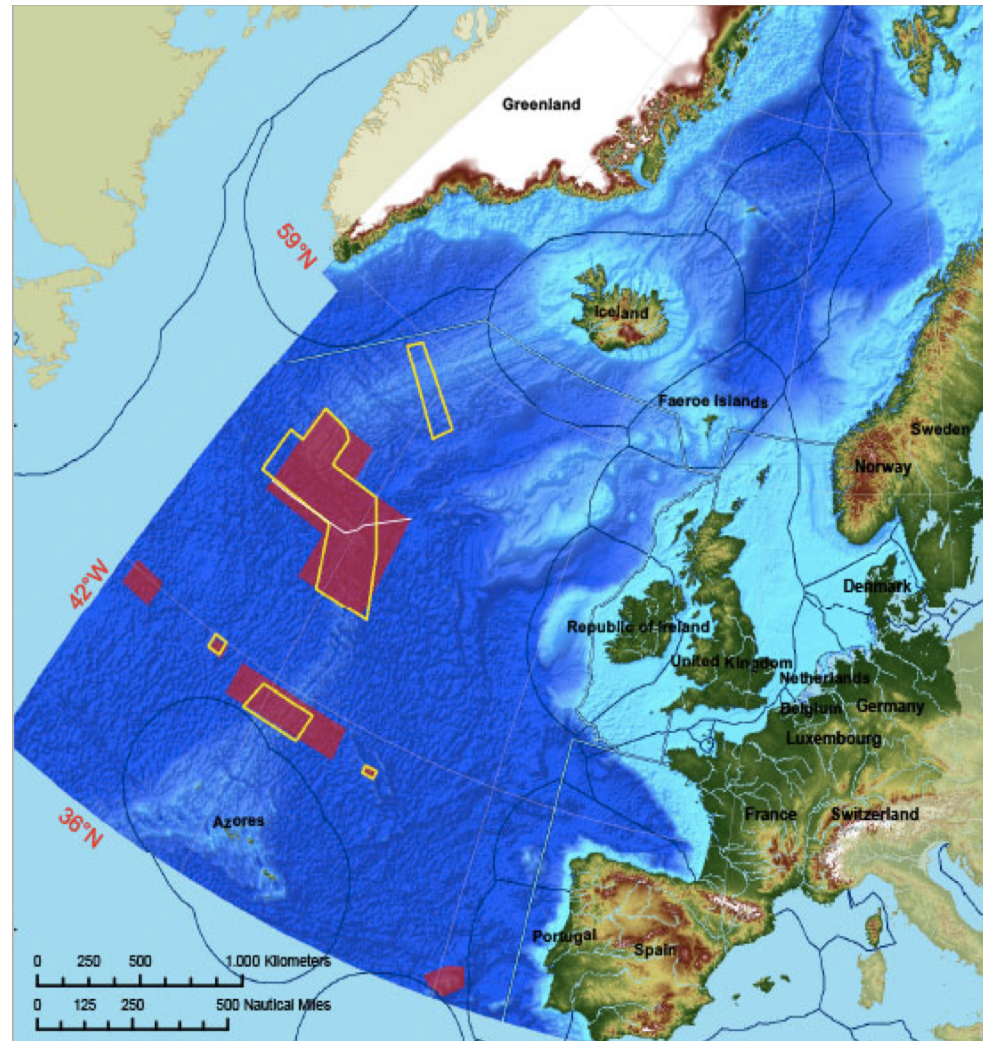 Greenland
59°N
Iceland
Faeroe Islands
Sweden
Norway
42°W
Denmark
Republic of Ireland
United Kingdom
Netherlands
Belgium
Germany
Luxembourg
36°N
Azores
France
Switzerland
Portugal
Spain
0 250 500 1.000 Kilometers
0 125 250 500 Nautical Miles